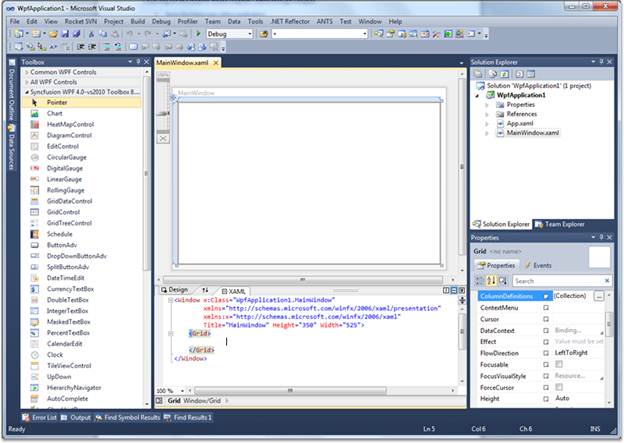 WpfApplication1 - Microsoft Visual Studio
File Edit View Rocket SVN Project Build Debug Profiler Team Data Tools .NET Reflector ANTS Test Window Help
Debug
Document Outline
Data Sources
Toolbox
Common WPF Controls
All WPF Controls
Syncfusion WPF 4.0-vs2010 Toolbox 8....
Pointer
Chart
HeatMapControl
DiagramControl
EditControl
CircularGauge
DigitalGauge
LinearGauge
RollingGauge
GridDataControl
GridControl
GridTreeControl
Schedule
ButtonAdv
DropDownButtonAdv
SplitButtonAdv
DateTimeEdit
CurrencyTextBox
DoubleTextBox
IntegerTextBox
MaskedTextBox
PercentTextBox
CalendarEdit
Clock
TileViewControl
UpDown
HierarchyNavigator
AutoComplete
MainWindow.xaml
MainWindow
Design XAML
<Window x:Class="WpfApplication1.MainWindow"
xmlns="http://schemas.microsoft.com/winfx/2006/xaml/presentation"
xmlns:x="http://schemas.microsoft.com/winfx/2006/xaml"
Title="MainWindow" Height="350" Width="525">
<Grid>
</Grid>
</Window>
100 %
Grid Window/Grid
Solution Explorer
Solution 'WpfApplication1' (1 project)
WpfApplication1
Properties
References
App.xaml
MainWindow.xaml
Solution Explorer Team Explorer
Properties
Grid <no name>
Properties Events
Search
ColumnDefinitions (Collection) ...
ContextMenu
Cursor
DataContext Binding...
Effect Value must be set
FlowDirection LeftToRight
Focusable
FocusVisualStyle Resource...
ForceCursor
Height Auto
Error List Output Find Symbol Results Find Results 1
Ln 5 Col 6 Ch 6 INS